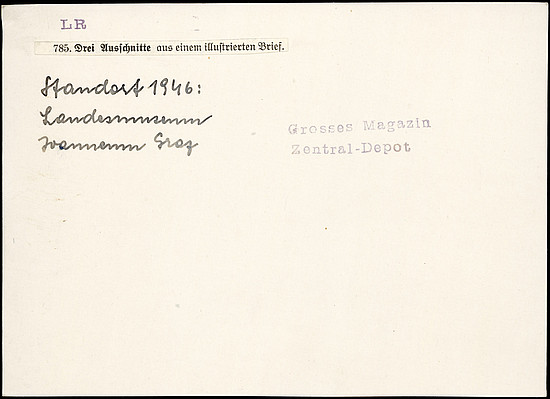 LR
785. Drei Ausschnitte aus einem illustrierten Brief.
Standort 1946:
Landesmuseum
Joanneum Graz
Grosses Magazin
Zentral-Depot